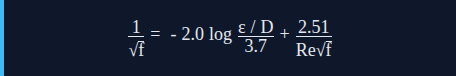 1/√f = - 2.0 log ε / D/3.7 + 2.51/Re√f